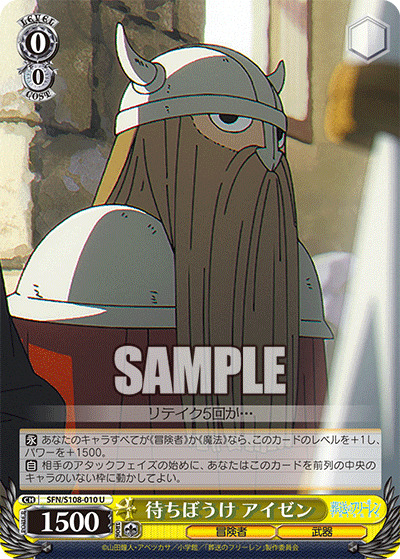 LEVEL
0
0
COST
SAMPLE
リテイク5回が…
永 あなたのキャラすべてが《冒険者》か《魔法》なら、このカードのレベルを+1し、
パワーを+1500。
自 相手のアタックフェイズの始めに、あなたはこのカードを前列の中央の
キャラのいない枠に動かしてよい。
CH SFN/S108-010 U
1500
待ちぼうけ アイゼン
葬送のフリーレン
冒険者 武器
©山田鐘人・アベツカサ/小学館/「葬送のフリーレン」製作委員会